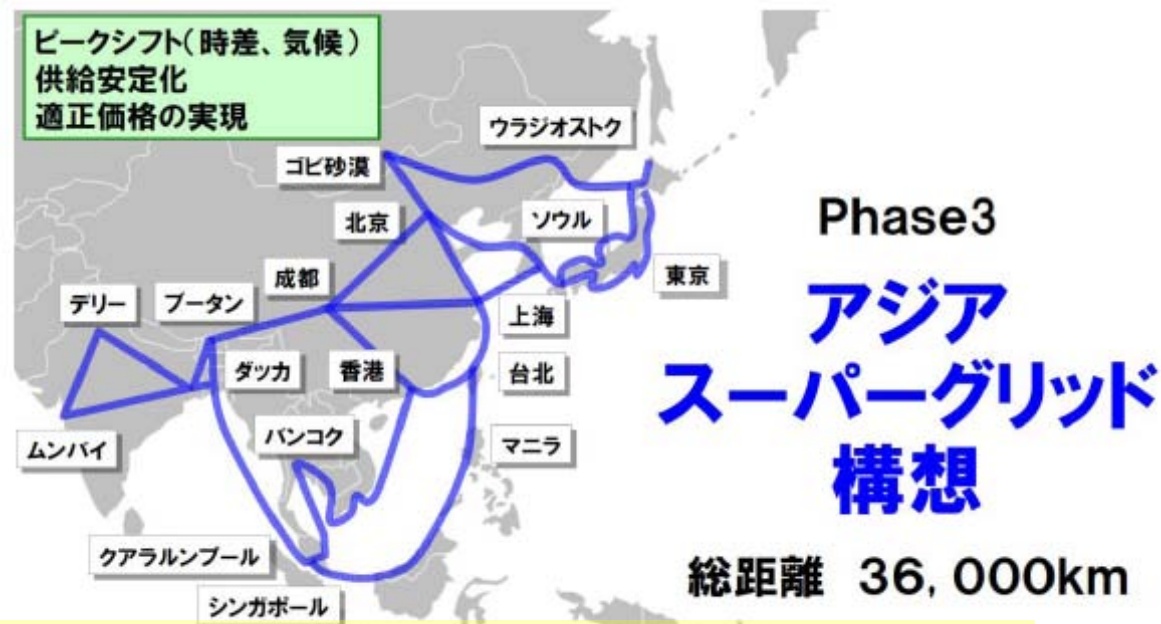 ピークシフト(時差、気候)
供給安定化
適正価格の実現
ウラジオストク
ゴビ砂漠
北京
ソウル
成都
東京
デリー
ブータン
上海
ダッカ
香港
台北
バンコク
マニラ
ムンバイ
クアラルンプール
シンガポール
Phase3
アジア
スーパーグリッド
構想
総距離 36,000km